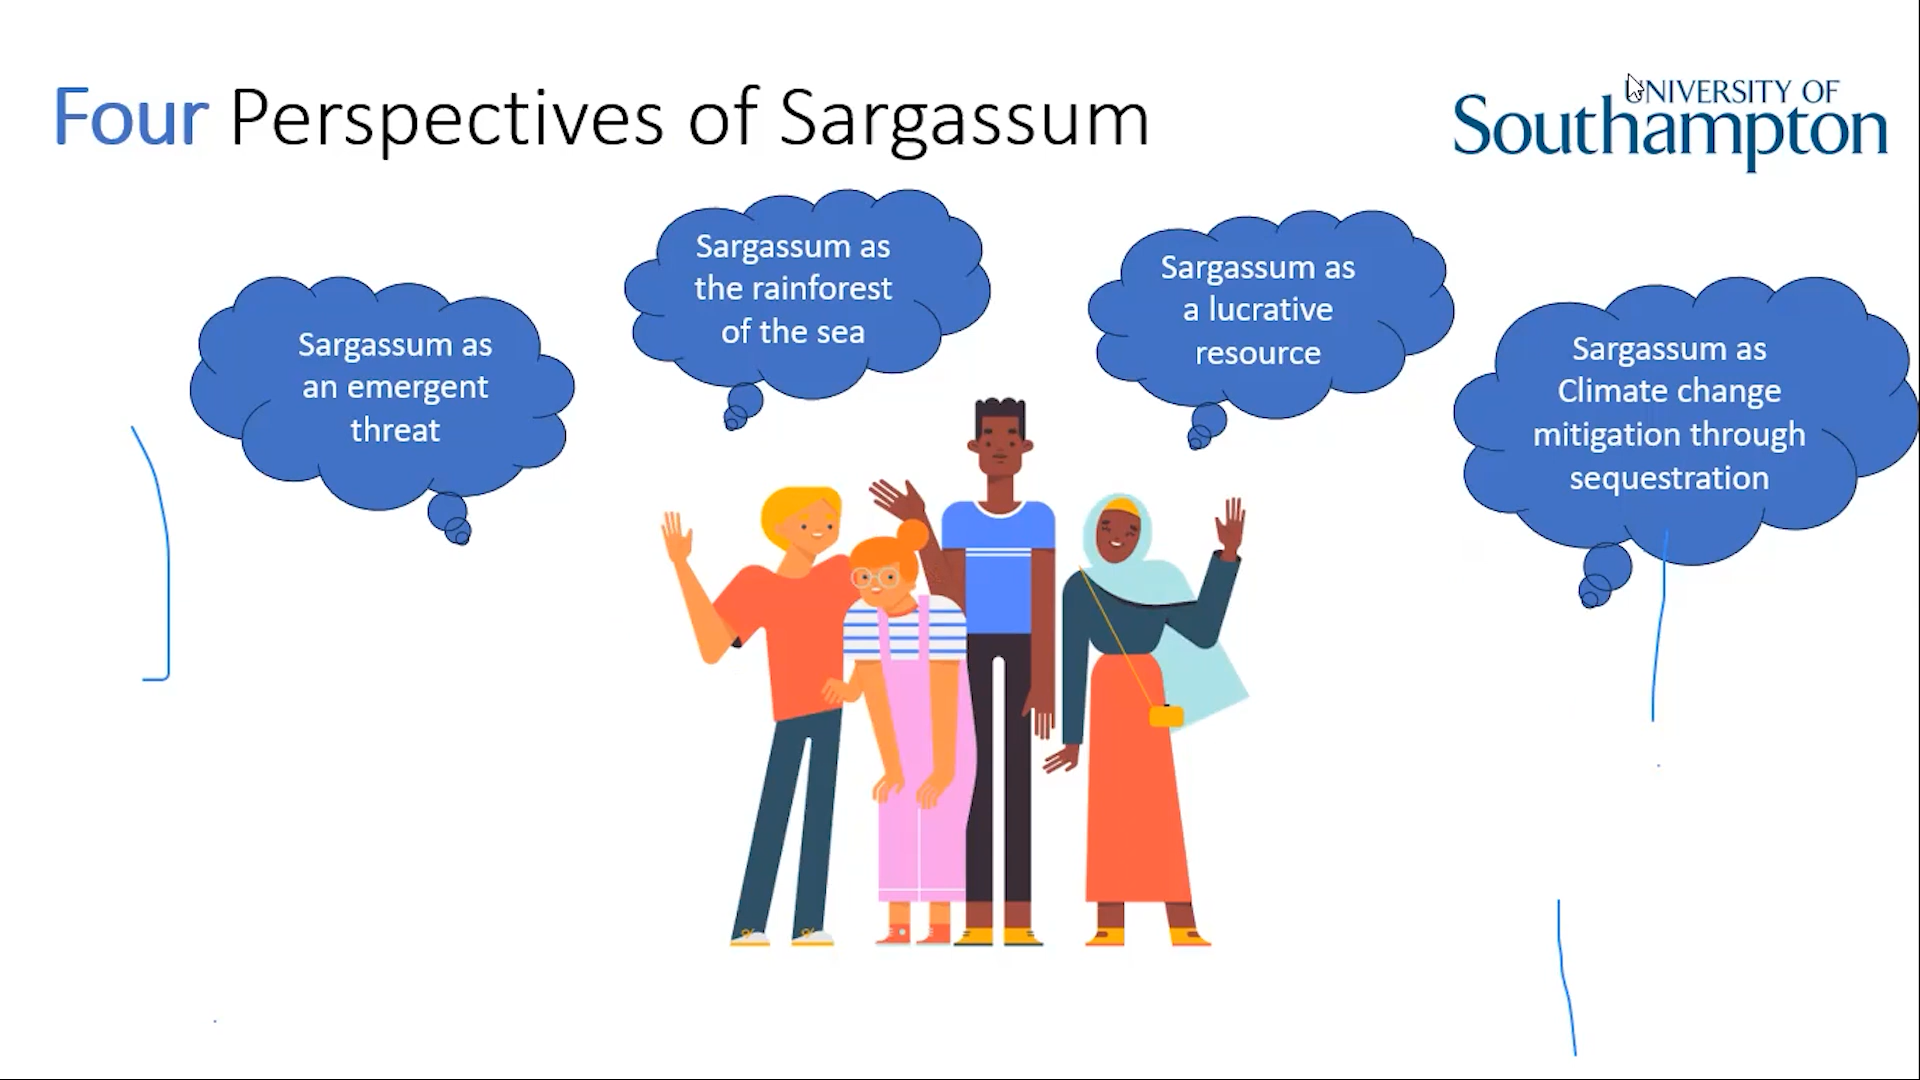 Four Perspectives of Sargassum
UNIVERSITY OF
Southampton
Sargassum as
an emergent
threat
Sargassum as
the rainforest
of the sea
Sargassum as
a lucrative
resource
Sargassum as
Climate change
mitigation through
sequestration